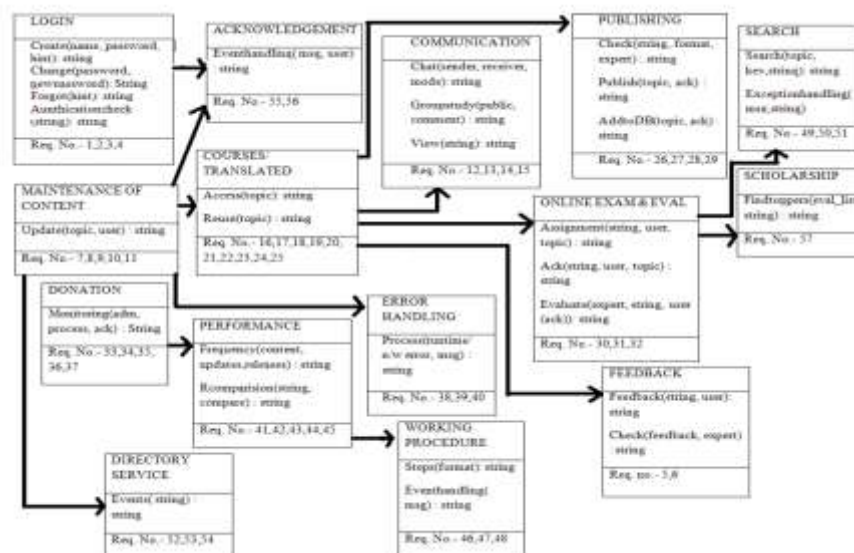 LOGIN
Create(name, password,
hint): string
Change(password,
newpassword): String
Forgot(hint): string
Aunthicationcheck
(string): string
Req. No.- 1,2,3,4
ACKNOWLEDGEMENT
Eventhandling( msg, user)
: string
Req. No - 55,56
COMMUNICATION
Chat(sender, receiver,
mode): string
Groupstudy(public,
comment) : string
View(string) : string
Req. No - 12,13,14,15
PUBLISHING
Check(string, format,
expert) : string
Publish(topic, ack) :
string
AddtoDB(topic, ack) :
string
Req. No - 26,27,28,29
SEARCH
Search(topic,
key,string): string
Exceptionhandling(
msn,string)
Req. No - 49,50,51
MAINTENANCE OF
CONTENT
Update(topic, user) : string
Req. No - 7,8,9,10,11
COURSES/
TRANSLATED
Access(topic): string
Reuse(topic) : string
Req. No - 16,17,18,19,20,
21,22,23,24,25
ONLINE EXAM & EVAL
Assignment(string, user,
topic) : string
Ack(string, user, topic) :
string
Evaluate(expert, string, user
(ack)) : string
Req. No - 30,31,32
SCHOLARSHIP
Findtoppers(eval_list
string) : string
Req. No - 57
DONATION
Monitoring(adm,
process, ack) : String
Req. No - 33,34,35,
36,37
PERFORMANCE
Frequency(content,
updates,releases) : string
Rcomparision(string,
compare) : string
Req. No - 41,42,43,44,45
ERROR
HANDLING
Process(runtime/
n/w error, msg) :
string
Req. No - 38,39,40
FEEDBACK
Feedback(string, user):
string
Check(feedback, expert)
: string
Req. no - 5,6
WORKING
PROCEDURE
Steps(format): string
Eventhandling(
msg) : string
Req. No - 46,47,48
DIRECTORY
SERVICE
Events( string) :
string
Req. No - 52,53,54